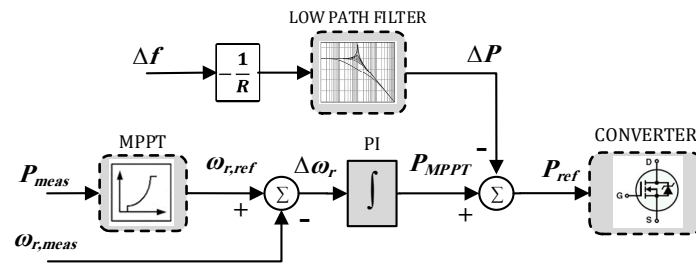 LOW PATH FILTER
Δf
-1/R
ΔP
MPPT
PI
CONVERTER
P_meas
ω_r,ref
Δω_r
P_MPPT
P_ref
Σ
∫
Σ
D
G
S
+
-
+
-
ω_r,meas